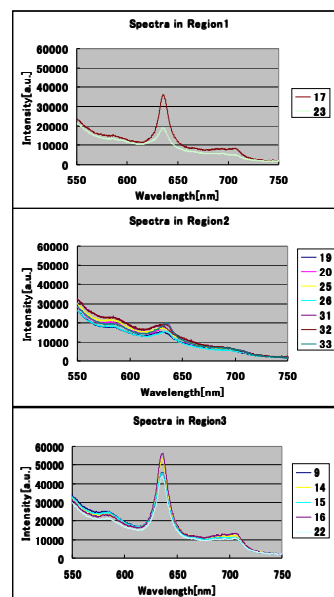 Spectra in Region1
Intensity[a.u.]
60000
50000
40000
30000
20000
10000
0
550 600 650 700 750
Wavelength[nm]
17
23
Spectra in Region2
Intensity[a.u.]
60000
50000
40000
30000
20000
10000
0
550 600 650 700 750
Wavelength[nm]
19
20
25
26
31
32
33
Spectra in Region3
Intensity[a.u.]
60000
50000
40000
30000
20000
10000
0
550 600 650 700 750
Wavelength[nm]
9
14
15
16
22